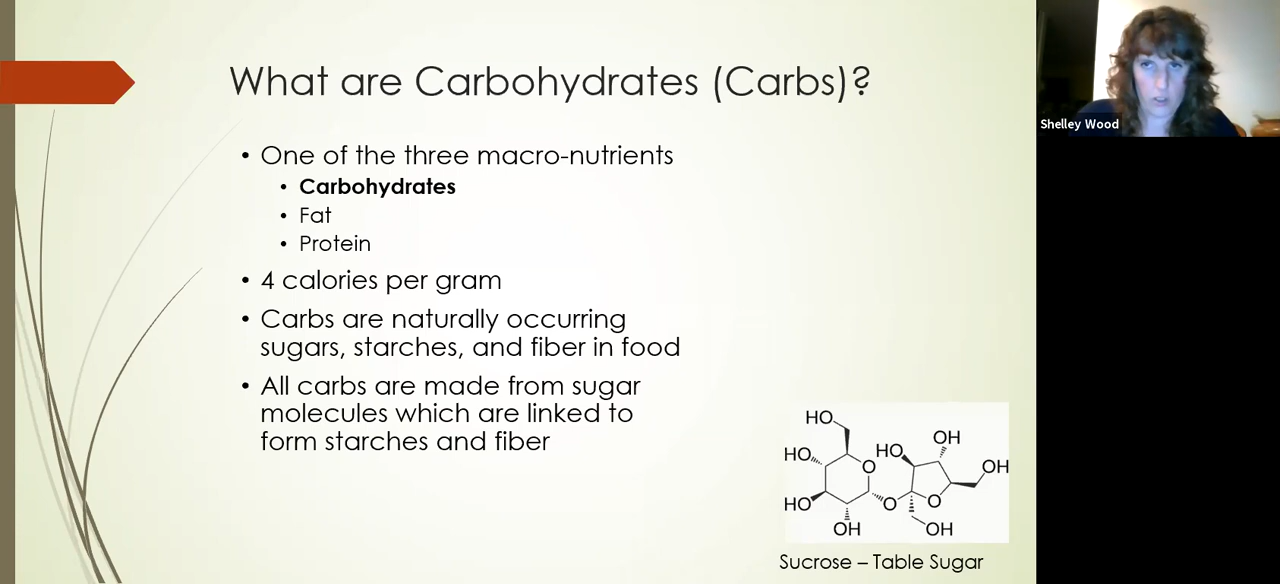 What are Carbohydrates (Carbs)?
• One of the three macro-nutrients
• Carbohydrates
• Fat
• Protein
• 4 calories per gram
• Carbs are naturally occurring
sugars, starches, and fiber in food
• All carbs are made from sugar
molecules which are linked to
form starches and fiber
HO
HO
HO
OH
O
O
HO
OH
OH
O
OH
Sucrose – Table Sugar
Shelley Wood